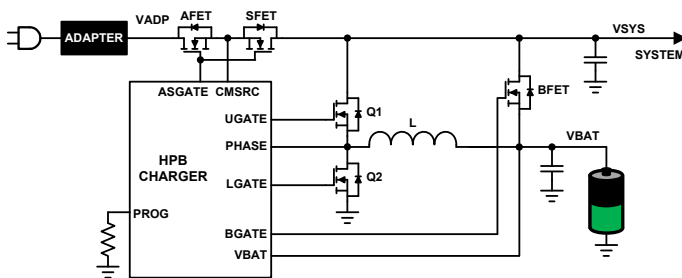 AFET
SFET
VADP
VSYS
ADAPTER
SYSTEM
ASGATE
CMSRC
BFET
UGATE
Q1
L
PHASE
VBAT
HPB
CHARGER
Q2
LGATE
PROG
BGATE
VBAT